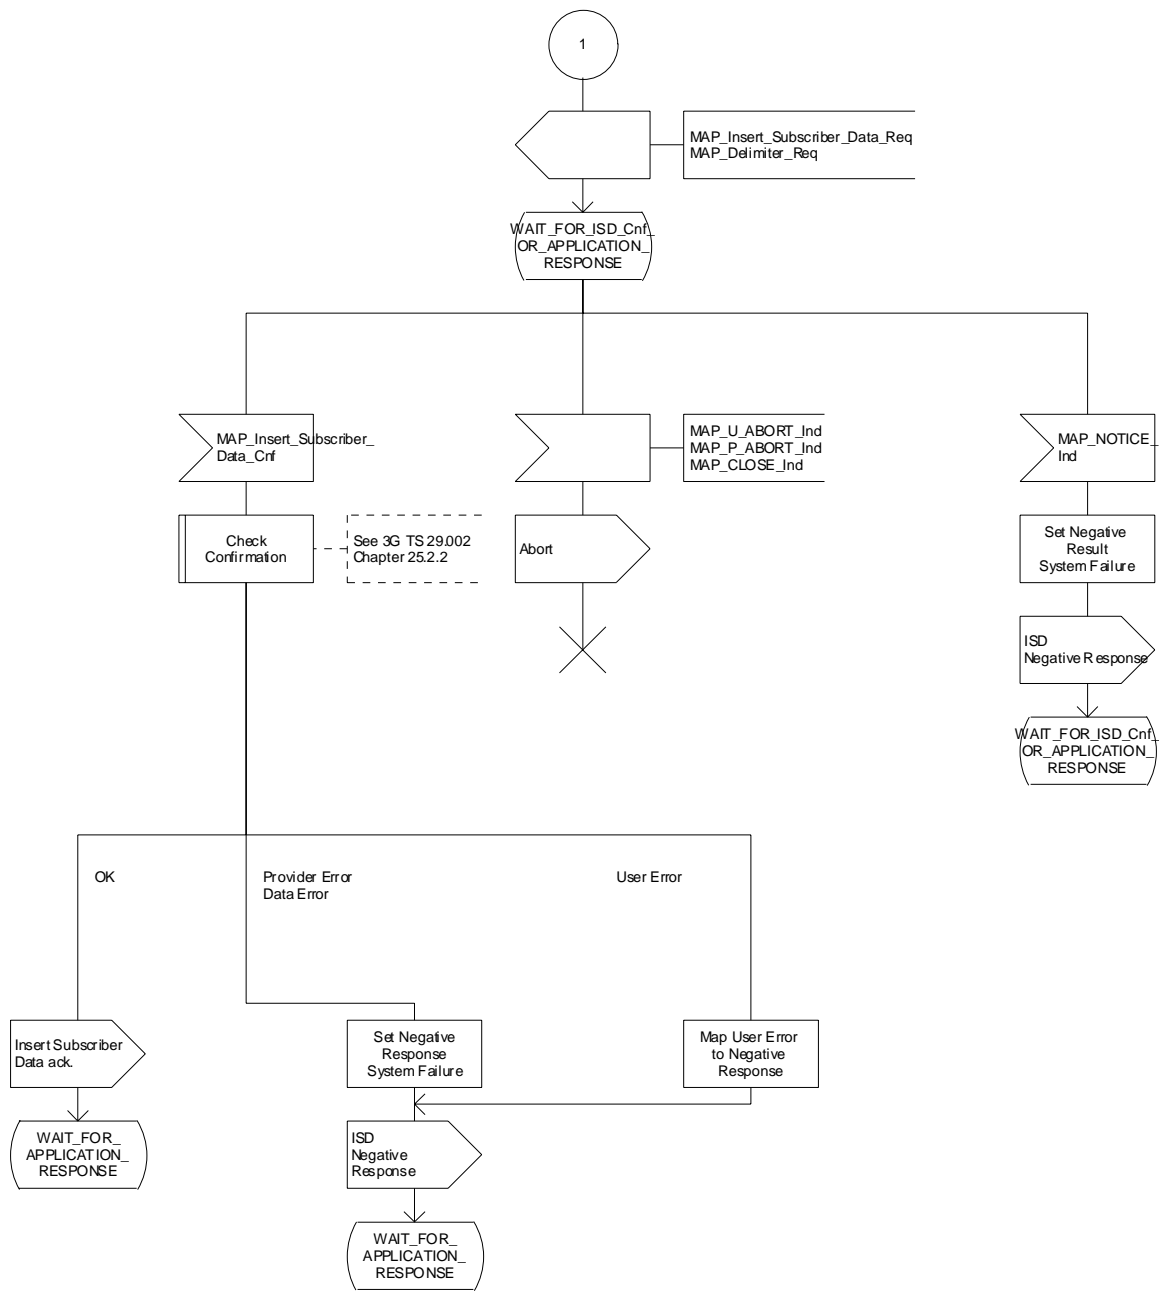 1
MAP_Insert_Subscriber_Data_Req
MAP_Delimiter_Req
WAIT_FOR_ISD_Cnf_
OR_APPLICATION_
RESPONSE
MAP_Insert_Subscriber_
Data_Cnf
MAP_U_ABORT_Ind
MAP_P_ABORT_Ind
MAP_CLOSE_Ind
MAP_NOTICE_
Ind
Check
Confirmation
See 3G TS 29.002
Chapter 25.2.2
Abort
Set Negative
Result
System Failure
ISD
Negative Response
WAIT_FOR_ISD_Cnf_
OR_APPLICATION_
RESPONSE
OK
Provider Error
Data Error
User Error
Insert Subscriber
Data ack.
Set Negative
Response
System Failure
Map User Error
to Negative
Response
WAIT_FOR_
APPLICATION_
RESPONSE
ISD
Negative
Response
WAIT_FOR_
APPLICATION_
RESPONSE